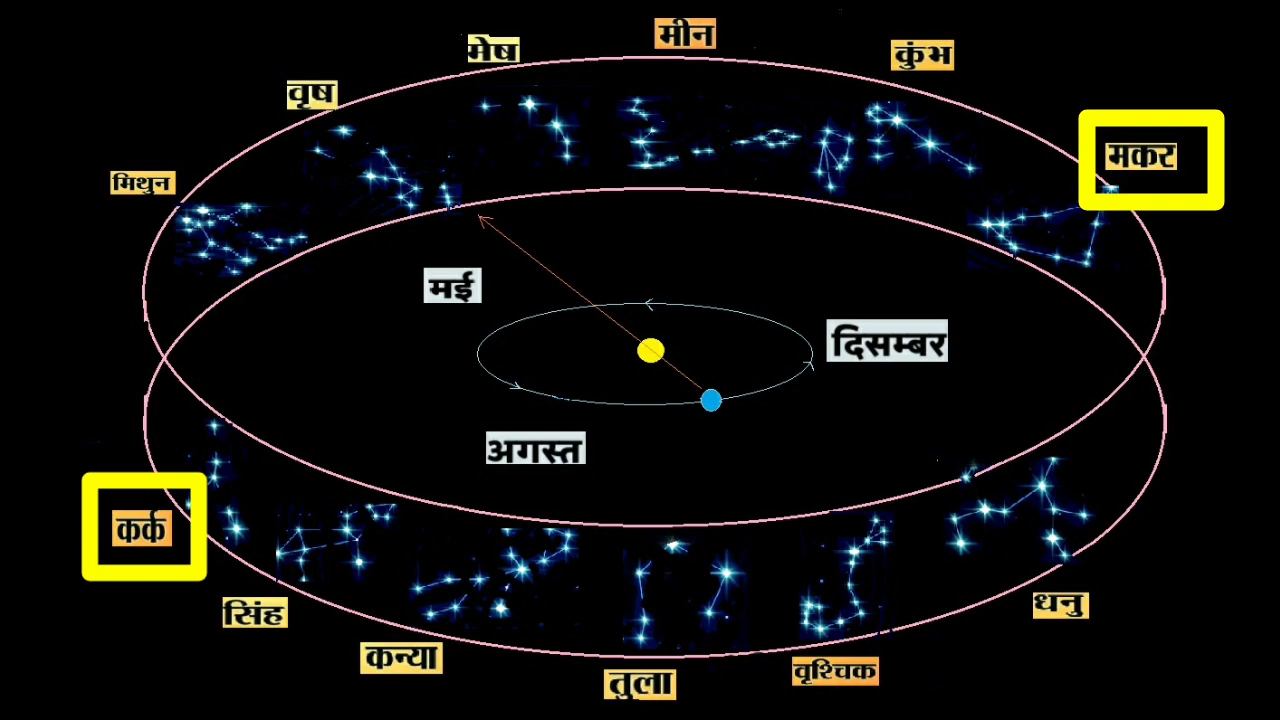 मीन
मेष
कुंभ
वृष
मकर
मिथुन
मई
दिसम्बर
अगस्त
कर्क
सिंह
धनु
कन्या
तुला
वृश्चिक